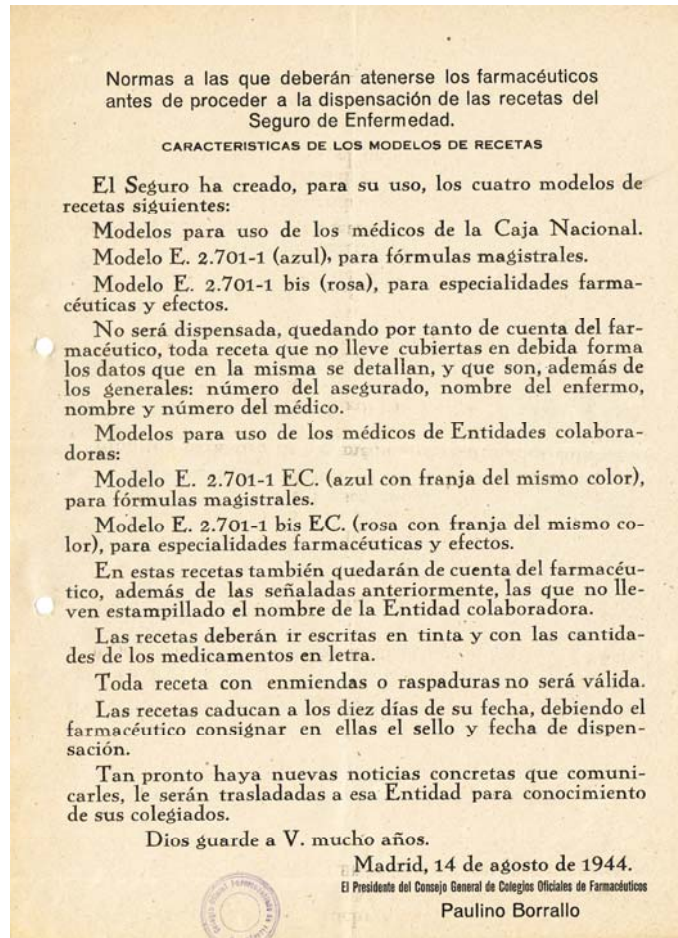 Normas a las que deberán atenerse los farmacéuticos
antes de proceder a la dispensación de las recetas del
Seguro de Enfermedad.
CARACTERISTICAS DE LOS MODELOS DE RECETAS
El Seguro ha creado, para su uso, los cuatro modelos de
recetas siguientes:
Modelos para uso de los médicos de la Caja Nacional.
Modelo E. 2.701-1 (azul), para fórmulas magistrales.
Modelo E. 2.701-1 bis (rosa), para especialidades farma-
céuticas y efectos.
No será dispensada, quedando por tanto de cuenta del far-
macéutico, toda receta que no lleve cubiertas en debida forma
los datos que en la misma se detallan, y que son, además de
los generales: número del asegurado, nombre del enfermo,
nombre y número del médico.
Modelos para uso de los médicos de Entidades colabora-
doras:
Modelo E. 2.701-1 EC. (azul con franja del mismo color),
para fórmulas magistrales.
Modelo E. 2.701-1 bis EC. (rosa con franja del mismo co-
lor), para especialidades farmacéuticas y efectos.
En estas recetas también quedarán de cuenta del farmacéu-
tico, además de las señaladas anteriormente, las que no lle-
ven estampillado el nombre de la Entidad colaboradora.
Las recetas deberán ir escritas en tinta y con las cantida-
des de los medicamentos en letra.
Toda receta con enmiendas o raspaduras no será válida.
Las recetas caducan a los diez días de su fecha, debiendo el
farmacéutico consignar en ellas el sello y fecha de dispen-
sación.
Tan pronto haya nuevas noticias concretas que comuni-
carles, le serán trasladadas a esa Entidad para conocimiento
de sus colegiados.
Dios guarde a V. mucho años.
Madrid, 14 de agosto de 1944.
El Presidente del Consejo General de Colegios Oficiales de Farmacéuticos
Paulino Borrallo